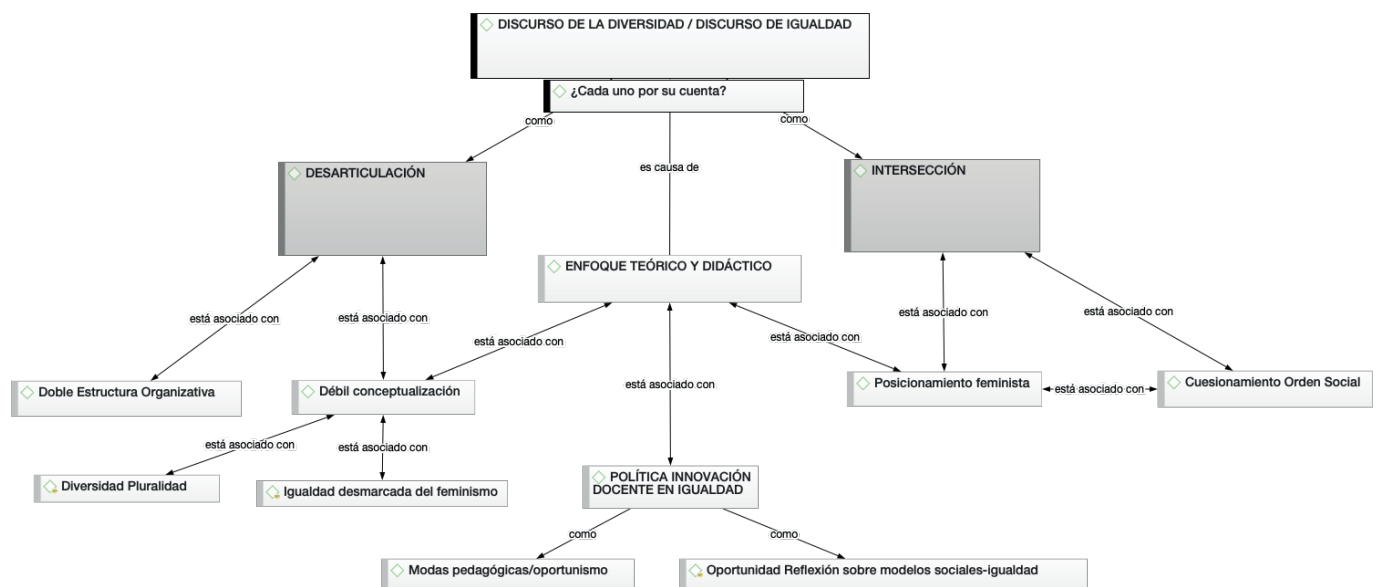 DISCURSO DE LA DIVERSIDAD / DISCURSO DE IGUALDAD
¿Cada uno por su cuenta?
como
como
es causa de
DESARTICULACIÓN
INTERSECCIÓN
ENFOQUE TEÓRICO Y DIDÁCTICO
está asociado con
está asociado con
está asociado con
está asociado con
está asociado con
está asociado con
está asociado con
Doble Estructura Organizativa
Débil conceptualización
Posicionamiento feminista
está asociado con
Cuesionamiento Orden Social
está asociado con
está asociado con
Diversidad Pluralidad
Igualdad desmarcada del feminismo
POLÍTICA INNOVACIÓN
DOCENTE EN IGUALDAD
como
como
Modas pedagógicas/oportunismo
Oportunidad Reflexión sobre modelos sociales-igualdad